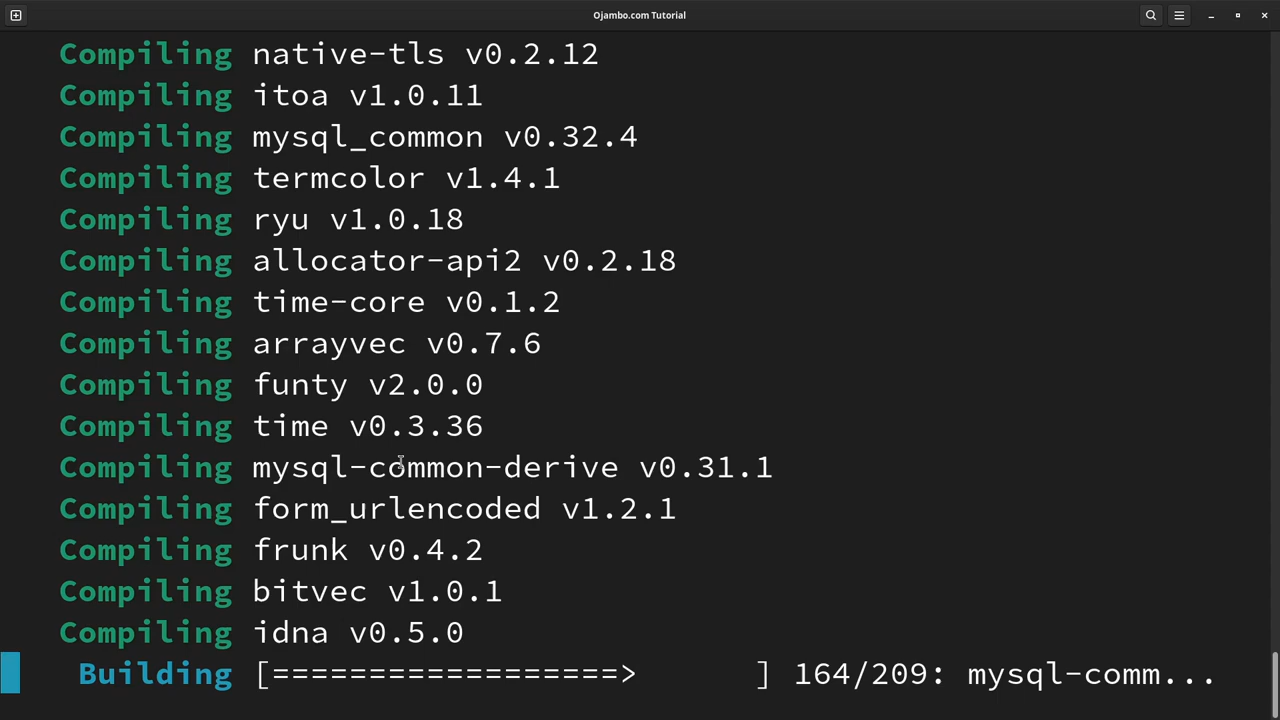 Ojambo.com Tutorial
Compiling native-tls v0.2.12
Compiling itoa v1.0.11
Compiling mysql_common v0.32.4
Compiling termcolor v1.4.1
Compiling ryu v1.0.18
Compiling allocator-api2 v0.2.18
Compiling time-core v0.1.2
Compiling arrayvec v0.7.6
Compiling funty v2.0.0
Compiling time v0.3.36
Compiling mysql-common-derive v0.31.1
Compiling form_urlencoded v1.2.1
Compiling frunk v0.4.2
Compiling bitvec v1.0.1
Compiling idna v0.5.0
Building [==================>      ] 164/209: mysql-comm...